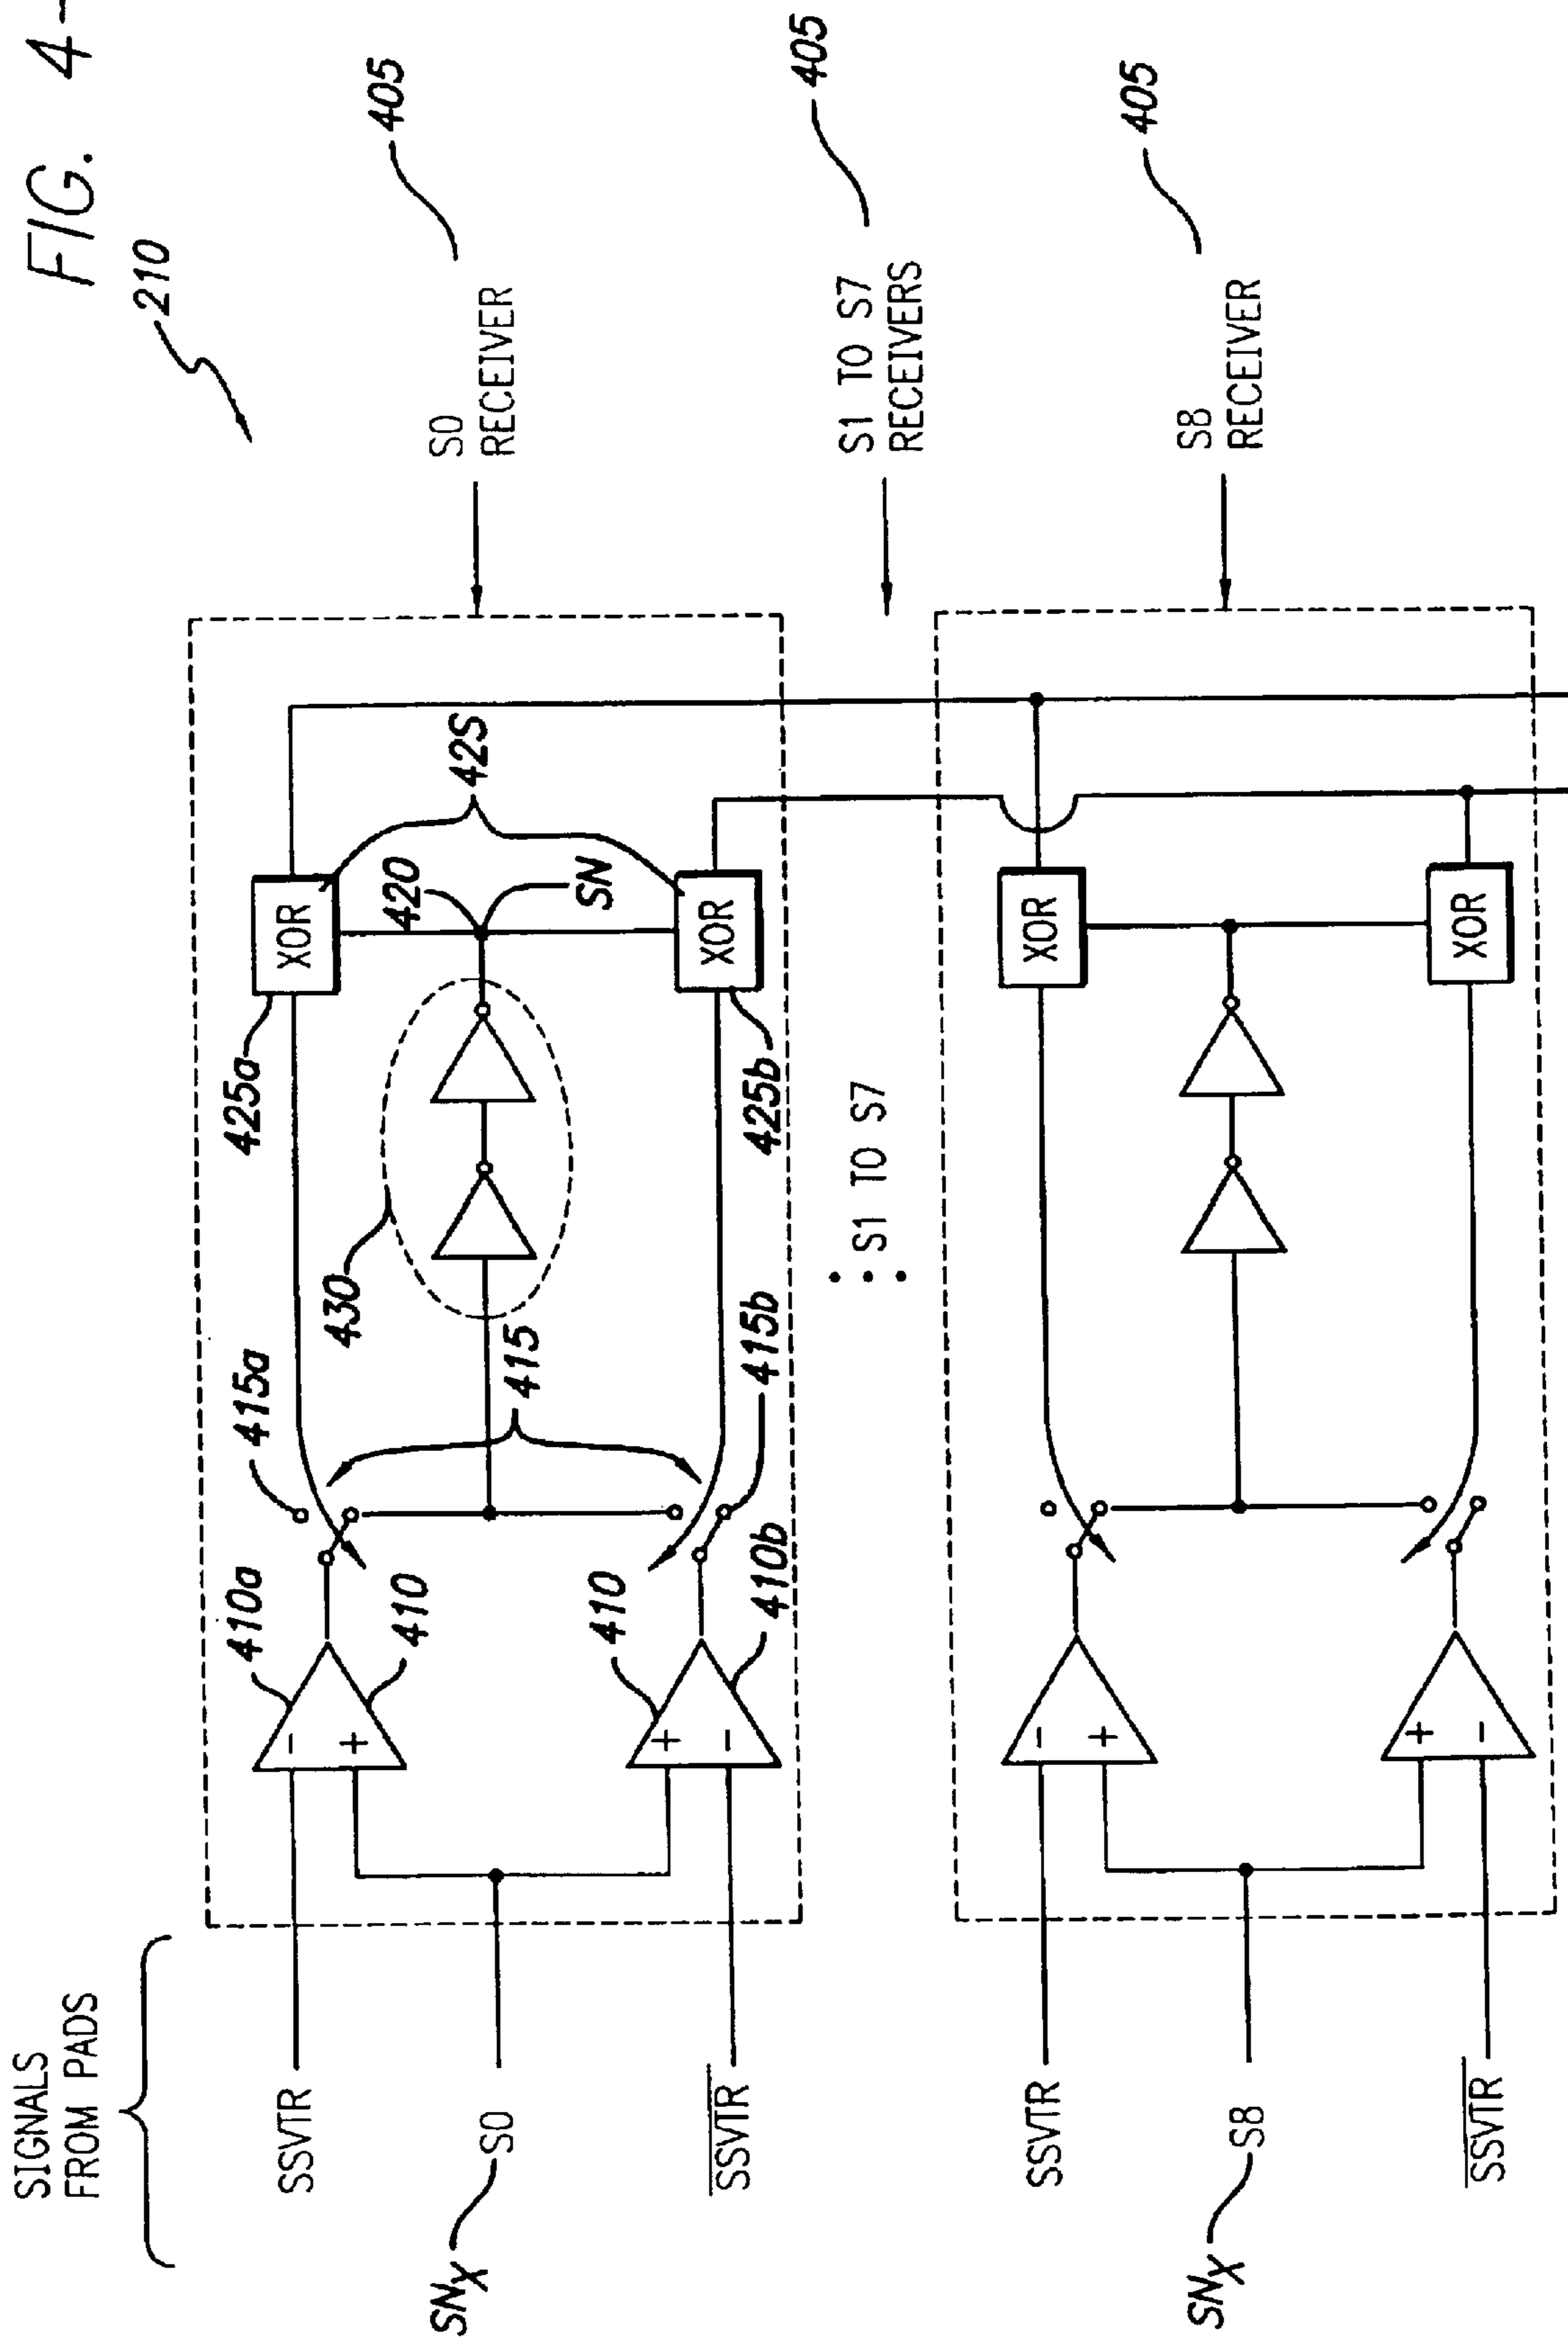 FIG. 4-
210
SIGNALS
FROM PADS
SSVTR
SNX
S0
SSVTR
410a
410
410
410b
415a
415
415b
430
425a
XOR
420
SN
42S
XOR
425b
S0
RECEIVER
405
S1 TO S7
S1 TO S7
RECEIVERS
405
SSVTR
SNX
S8
SSVTR
-
+
+
-
-
+
+
-
XOR
XOR
S8
RECEIVER
405